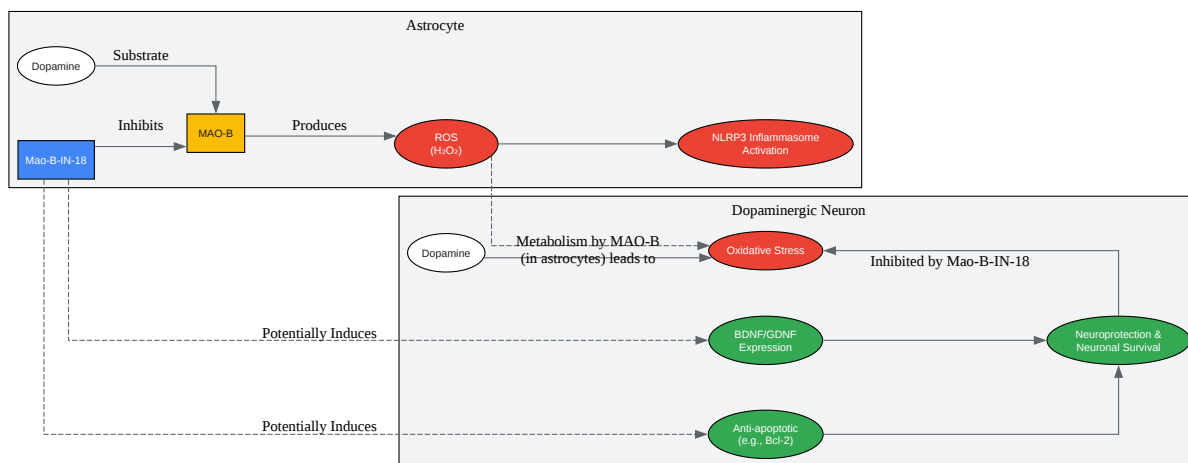 Astrocyte
Dopamine
Substrate
Inhibits
MAO-B
Produces
Mao-B-IN-18
ROS
(H₂O₂)
NLRP3 Inflammasome
Activation
Dopaminergic Neuron
Dopamine
Metabolism by MAO-B
(in astrocytes) leads to
Oxidative Stress
Inhibited by Mao-B-IN-18
Potentially Induces
BDNF/GDNF
Expression
Neuroprotection &
Neuronal Survival
Potentially Induces
Anti-apoptotic
(e.g., Bcl-2)